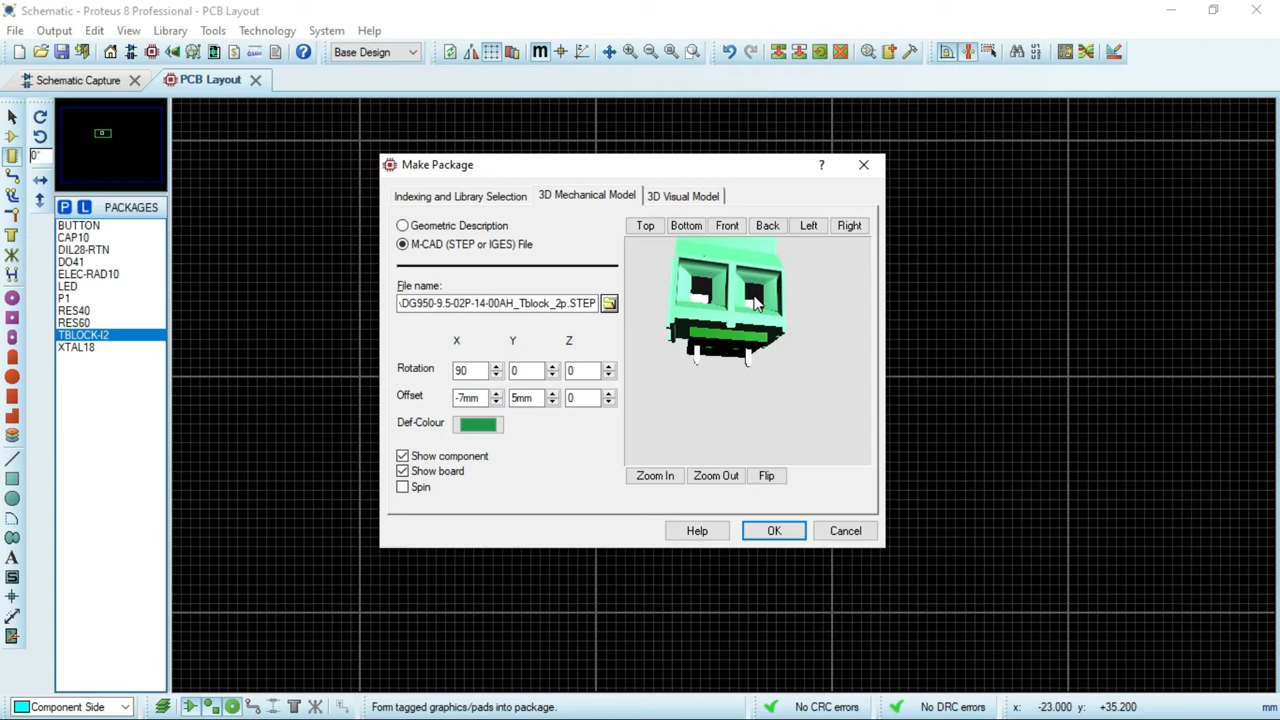 Schematic - Proteus 8 Professional - PCB Layout
File Output Edit View Library Tools Technology System Help
Base Design
Schematic Capture
PCB Layout
0°
P L PACKAGES
BUTTON
CAP10
DIL28-RTN
DO41
ELEC-RAD10
LED
P1
RES40
RES60
TBLOCK-I2
XTAL18
Make Package
Indexing and Library Selection 3D Mechanical Model 3D Visual Model
Geometric Description
M-CAD (STEP or IGES) File
Top Bottom Front Back Left Right
File name:
\DG950-9.5-02P-14-00AH_Tblock_2p.STEP
X Y Z
Rotation 90 0 0
Offset -7mm 5mm 0
Def-Colour
Show component
Show board
Spin
Zoom In Zoom Out Flip
Help OK Cancel
Component Side
Form tagged graphics/pads into package.
No CRC errors
No DRC errors
x: -23.000 y: +35.200 mm